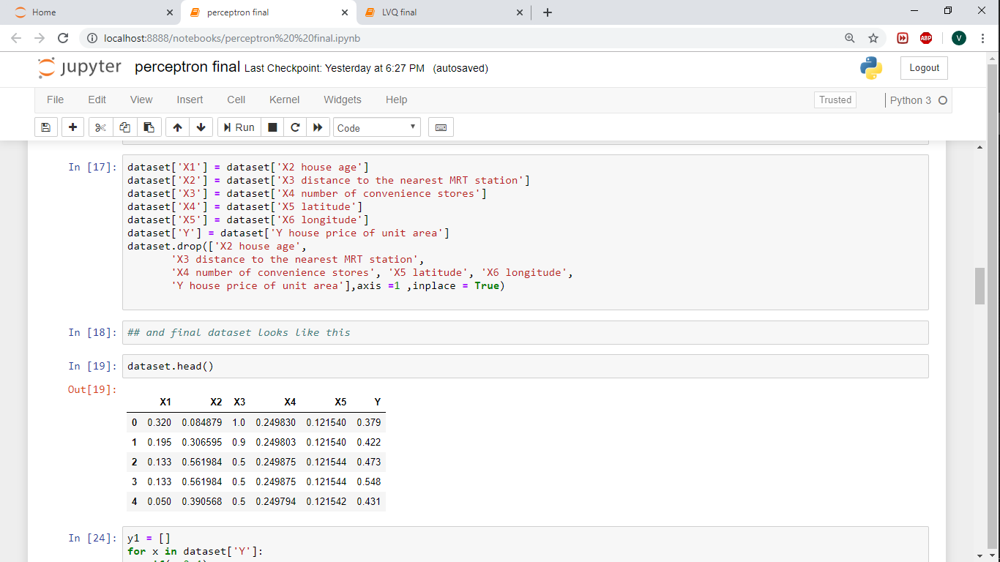 Home
perceptron final
LVQ final
localhost:8888/notebooks/perceptron%20%20final.ipynb
ABP
V
jupyter perceptron final Last Checkpoint: Yesterday at 6:27 PM (autosaved)
Logout
File Edit View Insert Cell Kernel Widgets Help
Trusted
Python 3
Run
Code
In [17]: dataset['X1'] = dataset['X2 house age']
dataset['X2'] = dataset['X3 distance to the nearest MRT station']
dataset['X3'] = dataset['X4 number of convenience stores']
dataset['X4'] = dataset['X5 latitude']
dataset['X5'] = dataset['X6 longitude']
dataset['Y'] = dataset['Y house price of unit area']
dataset.drop(['X2 house age',
'X3 distance to the nearest MRT station',
'X4 number of convenience stores', 'X5 latitude', 'X6 longitude',
'Y house price of unit area'],axis =1 ,inplace = True)
In [18]: ## and final dataset looks like this
In [19]: dataset.head()
Out[19]:
X1 X2 X3 X4 X5 Y
0 0.320 0.084879 1.0 0.249830 0.121540 0.379
1 0.195 0.306595 0.9 0.249803 0.121540 0.422
2 0.133 0.561984 0.5 0.249875 0.121544 0.473
3 0.133 0.561984 0.5 0.249875 0.121544 0.548
4 0.050 0.390568 0.5 0.249794 0.121542 0.431
In [24]: y1 = []
for x in dataset['Y']: